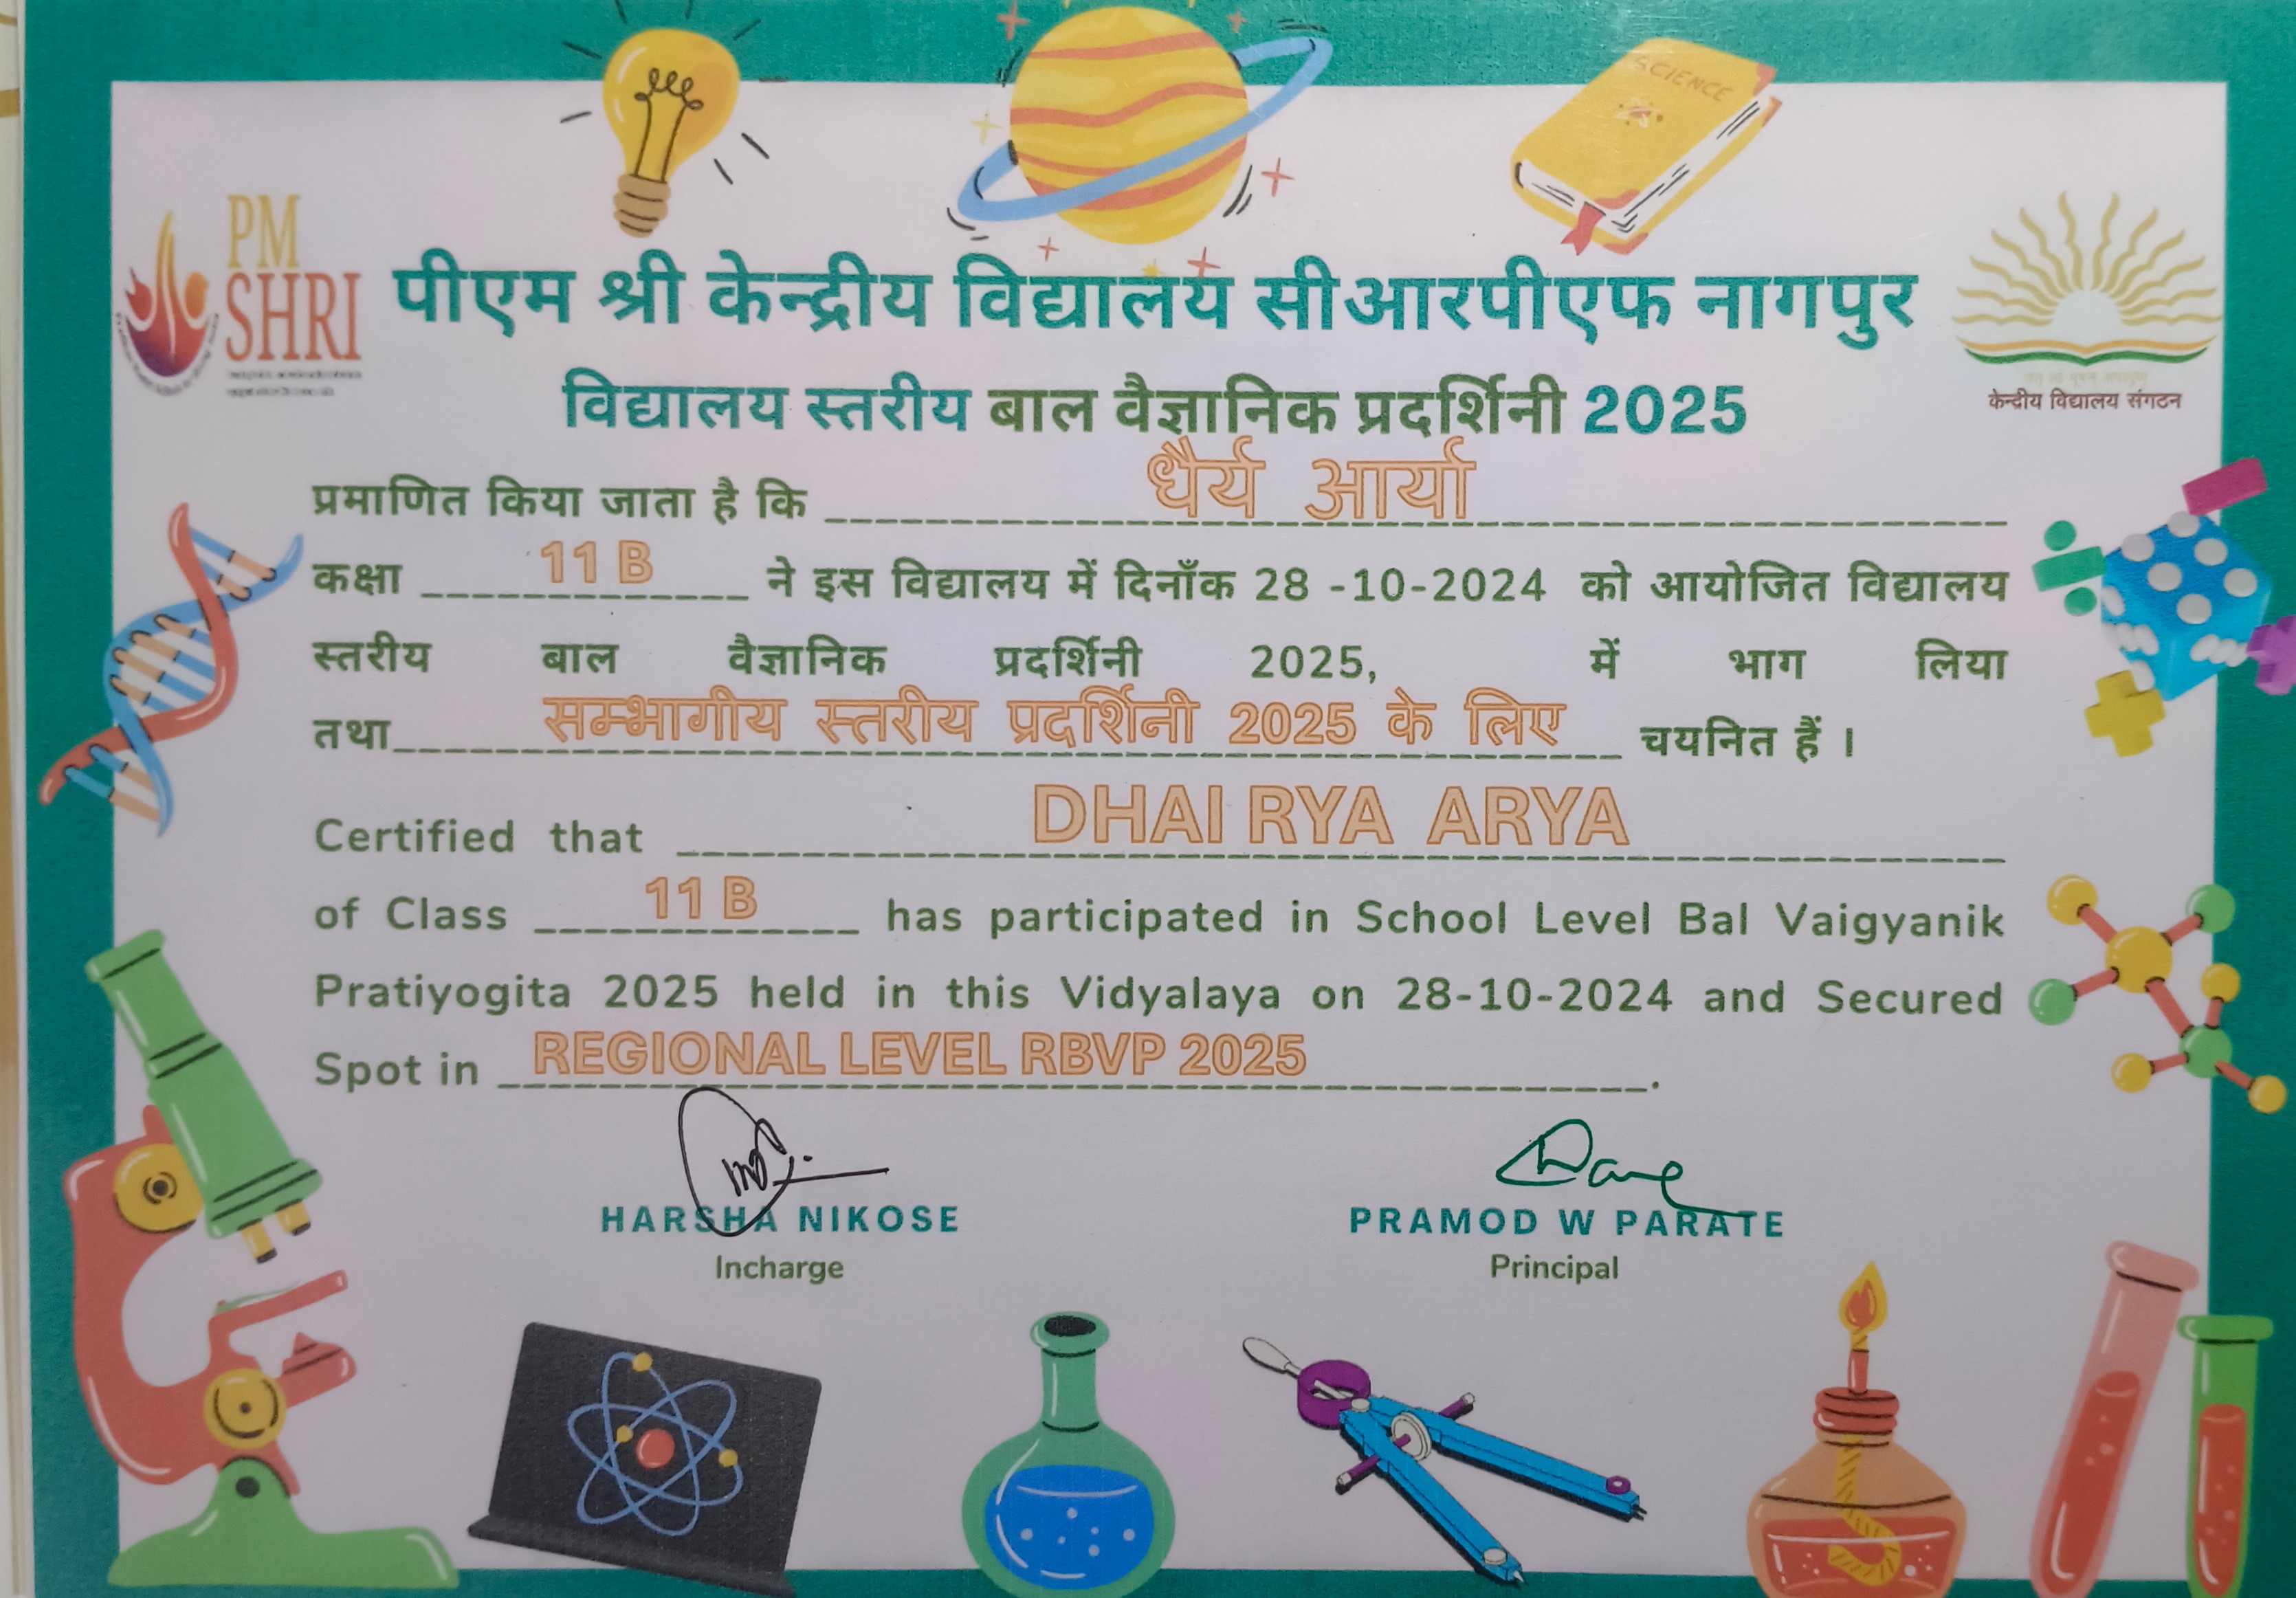 SCIENCE
PM
SHRI
पीएम श्री केन्द्रीय विद्यालय सीआरपीएफ नागपुर
विद्यालय स्तरीय बाल वैज्ञानिक प्रदर्शिनी 2025
केन्द्रीय विद्यालय संगठन
प्रमाणित किया जाता है कि धैर्य आर्या
कक्षा 11 B ने इस विद्यालय में दिनाँक 28 -10-2024 को आयोजित विद्यालय
स्तरीय बाल वैज्ञानिक प्रदर्शिनी 2025, में भाग लिया
तथा सम्भागीय स्तरीय प्रदर्शिनी 2025 के लिए चयनित हैं ।
Certified that DHAI RYA ARYA
of Class 11 B has participated in School Level Bal Vaigyanik
Pratiyogita 2025 held in this Vidyalaya on 28-10-2024 and Secured
Spot in REGIONAL LEVEL RBVP 2025.
HARSHA NIKOSE
Incharge
PRAMOD W PARATE
Principal